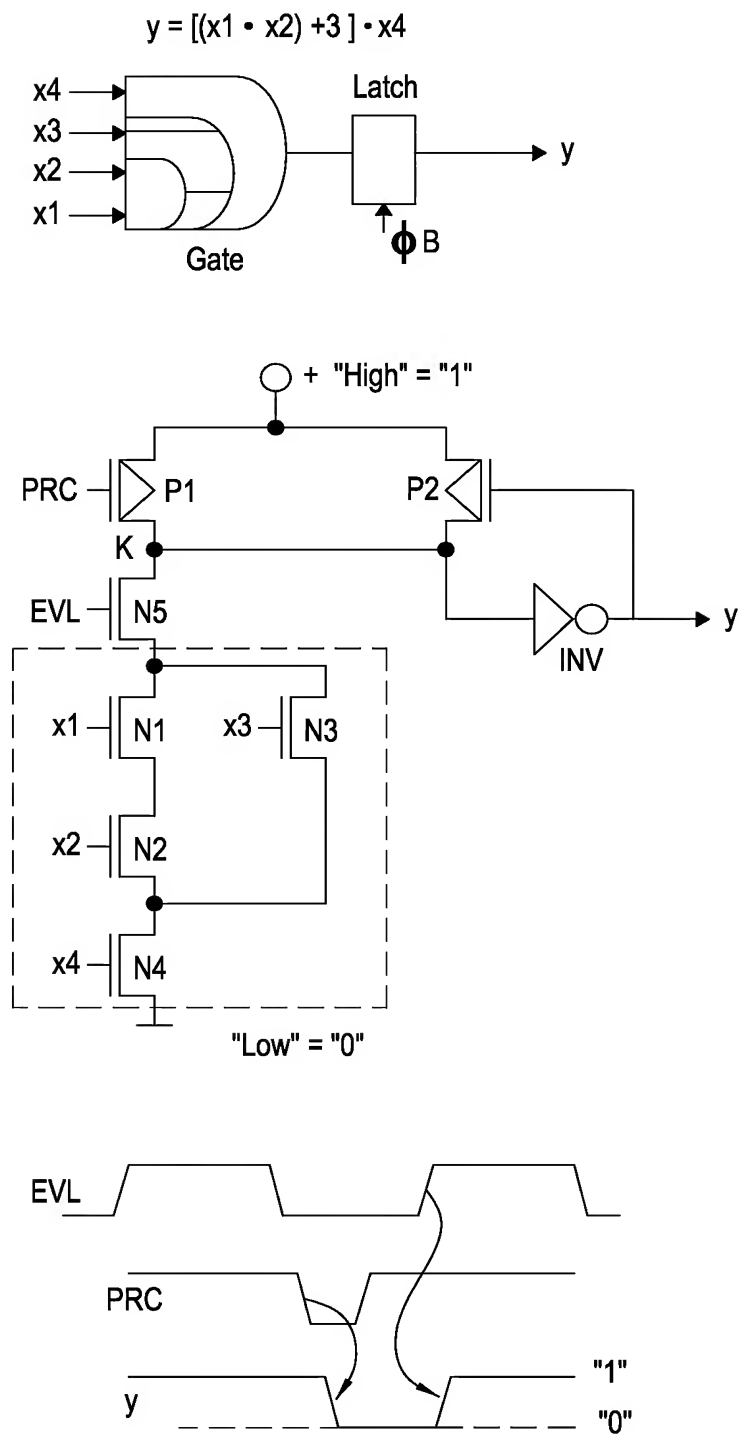 y = [(x1 • x2) +3 ] • x4
x4
x3
x2
x1
Gate
Latch
y
ϕ B
+ "High" = "1"
PRC
P1
P2
K
EVL
N5
INV
y
x1
N1
x3
N3
x2
N2
x4
N4
"Low" = "0"
EVL
PRC
y
"1"
"0"